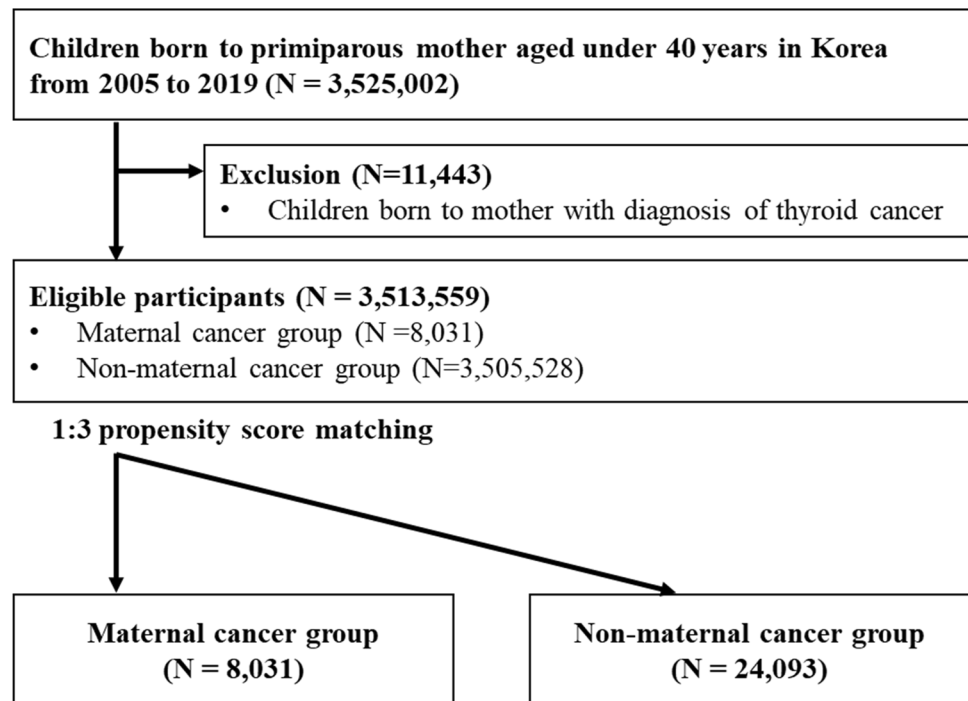 Children born to primiparous mother aged under 40 years in Korea
from 2005 to 2019 (N = 3,525,002)
Exclusion (N=11,443)
• Children born to mother with diagnosis of thyroid cancer
Eligible participants (N = 3,513,559)
• Maternal cancer group (N =8,031)
• Non-maternal cancer group (N=3,505,528)
1:3 propensity score matching
Maternal cancer group
(N = 8,031)
Non-maternal cancer group
(N = 24,093)